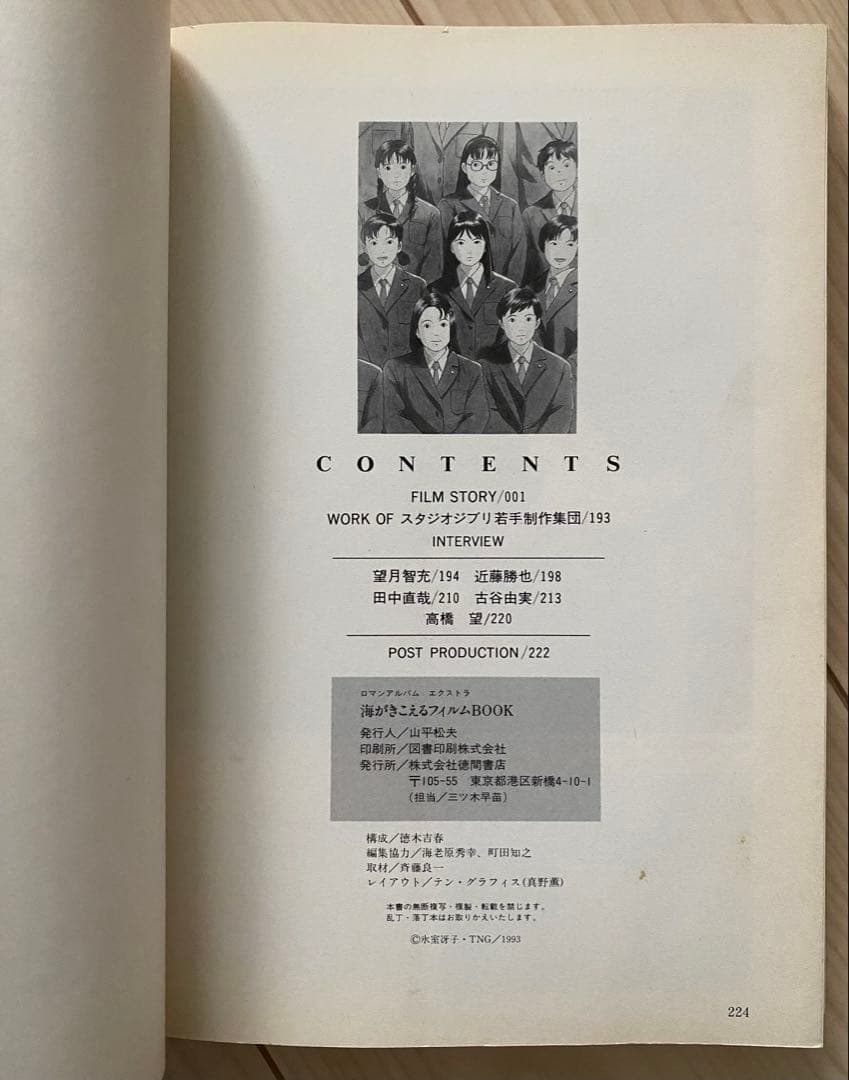 CONTENTS
FILM STORY/001
WORK OF スタジオジブリ若手制作集団/193
INTERVIEW
望月智充/194　近藤勝也/198
田中直哉/210　古谷由実/213
高橋　望/220
POST PRODUCTION/222
ロマンアルバム　エクストラ
海がきこえるフィルムBOOK
発行人／山平松夫
印刷所／図書印刷株式会社
発行所／株式会社徳間書店
〒105-55　東京都港区新橋4-10-1
(担当／三ツ木早苗)
構成／徳木吉春
編集協力／海老原秀幸、町田知之
取材／斉藤良一
レイアウト／テン・グラフィス(真野薫)
本書の無断複写・複製・転載を禁じます。
乱丁・落丁本はお取りかえいたします。
©氷室冴子・TNG／1993
224